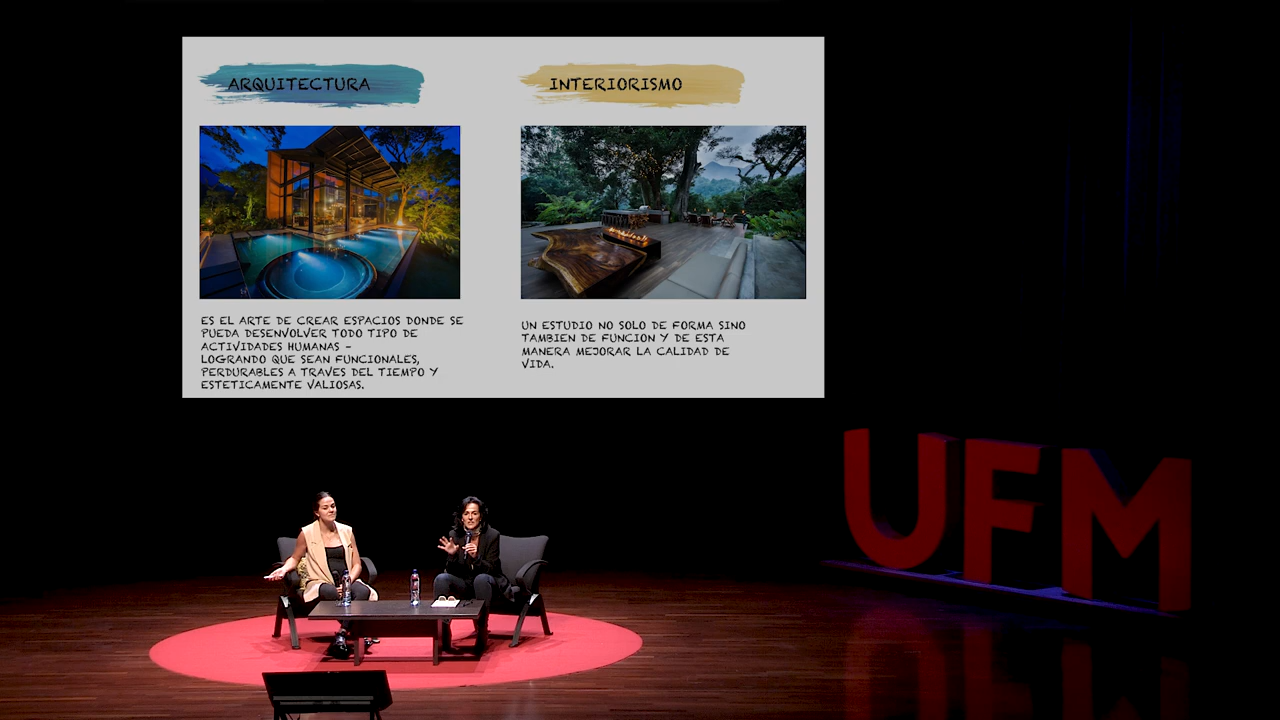 ARQUITECTURA
ES EL ARTE DE CREAR ESPACIOS DONDE SE
PUEDA DESENVOLVER TODO TIPO DE
ACTIVIDADES HUMANAS –
LOGRANDO QUE SEAN FUNCIONALES,
PERDURABLES A TRAVES DEL TIEMPO Y
ESTETICAMENTE VALIOSAS.
INTERIORISMO
UN ESTUDIO NO SOLO DE FORMA SINO
TAMBIEN DE FUNCION Y DE ESTA
MANERA MEJORAR LA CALIDAD DE
VIDA.
UFM